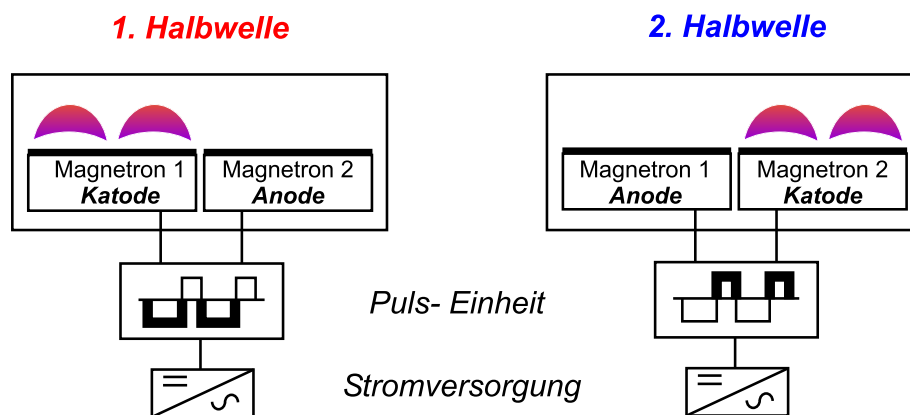 1. Halbwelle
2. Halbwelle
Magnetron 1
Katode
Magnetron 2
Anode
Magnetron 1
Anode
Magnetron 2
Katode
Puls- Einheit
Stromversorgung